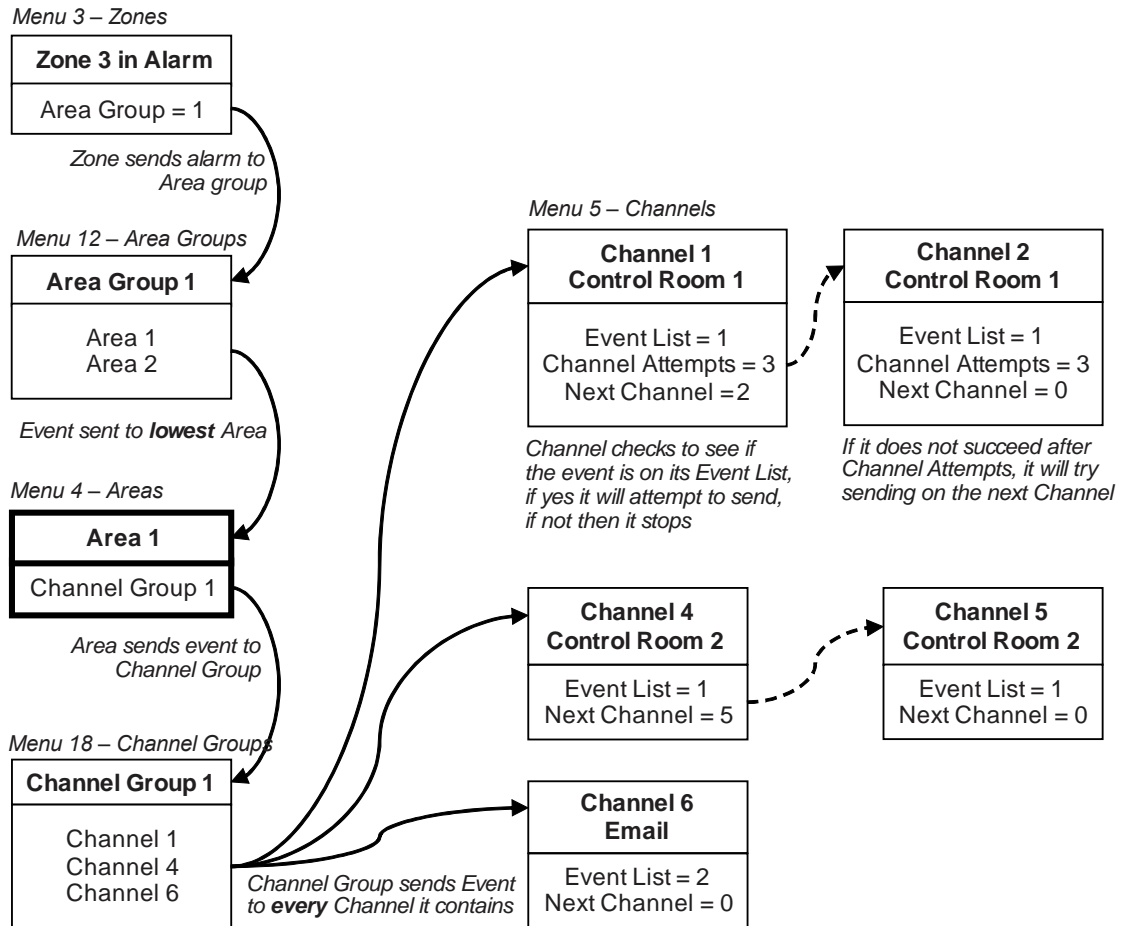 Menu 3 – Zones
Zone 3 in Alarm
Area Group = 1
Zone sends alarm to
Area group
Menu 12 – Area Groups
Area Group 1
Area 1
Area 2
Event sent to lowest Area
Menu 4 – Areas
Area 1
Channel Group 1
Area sends event to
Channel Group
Menu 18 – Channel Groups
Channel Group 1
Channel 1
Channel 4
Channel 6
Channel Group sends Event
to every Channel it contains
Menu 5 – Channels
Channel 1
Control Room 1
Event List = 1
Channel Attempts = 3
Next Channel = 2
Channel checks to see if
the event is on its Event List,
if yes it will attempt to send,
if not then it stops
Channel 2
Control Room 1
Event List = 1
Channel Attempts = 3
Next Channel = 0
If it does not succeed after
Channel Attempts, it will try
sending on the next Channel
Channel 4
Control Room 2
Event List = 1
Next Channel = 5
Channel 5
Control Room 2
Event List = 1
Next Channel = 0
Channel 6
Email
Event List = 2
Next Channel = 0